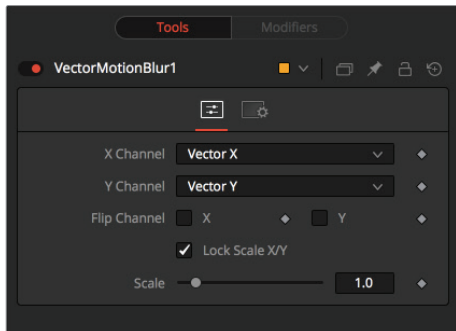 Tools Modifiers
VectorMotionBlur1
X Channel Vector X
Y Channel Vector Y
Flip Channel X Y
Lock Scale X/Y
Scale 1.0